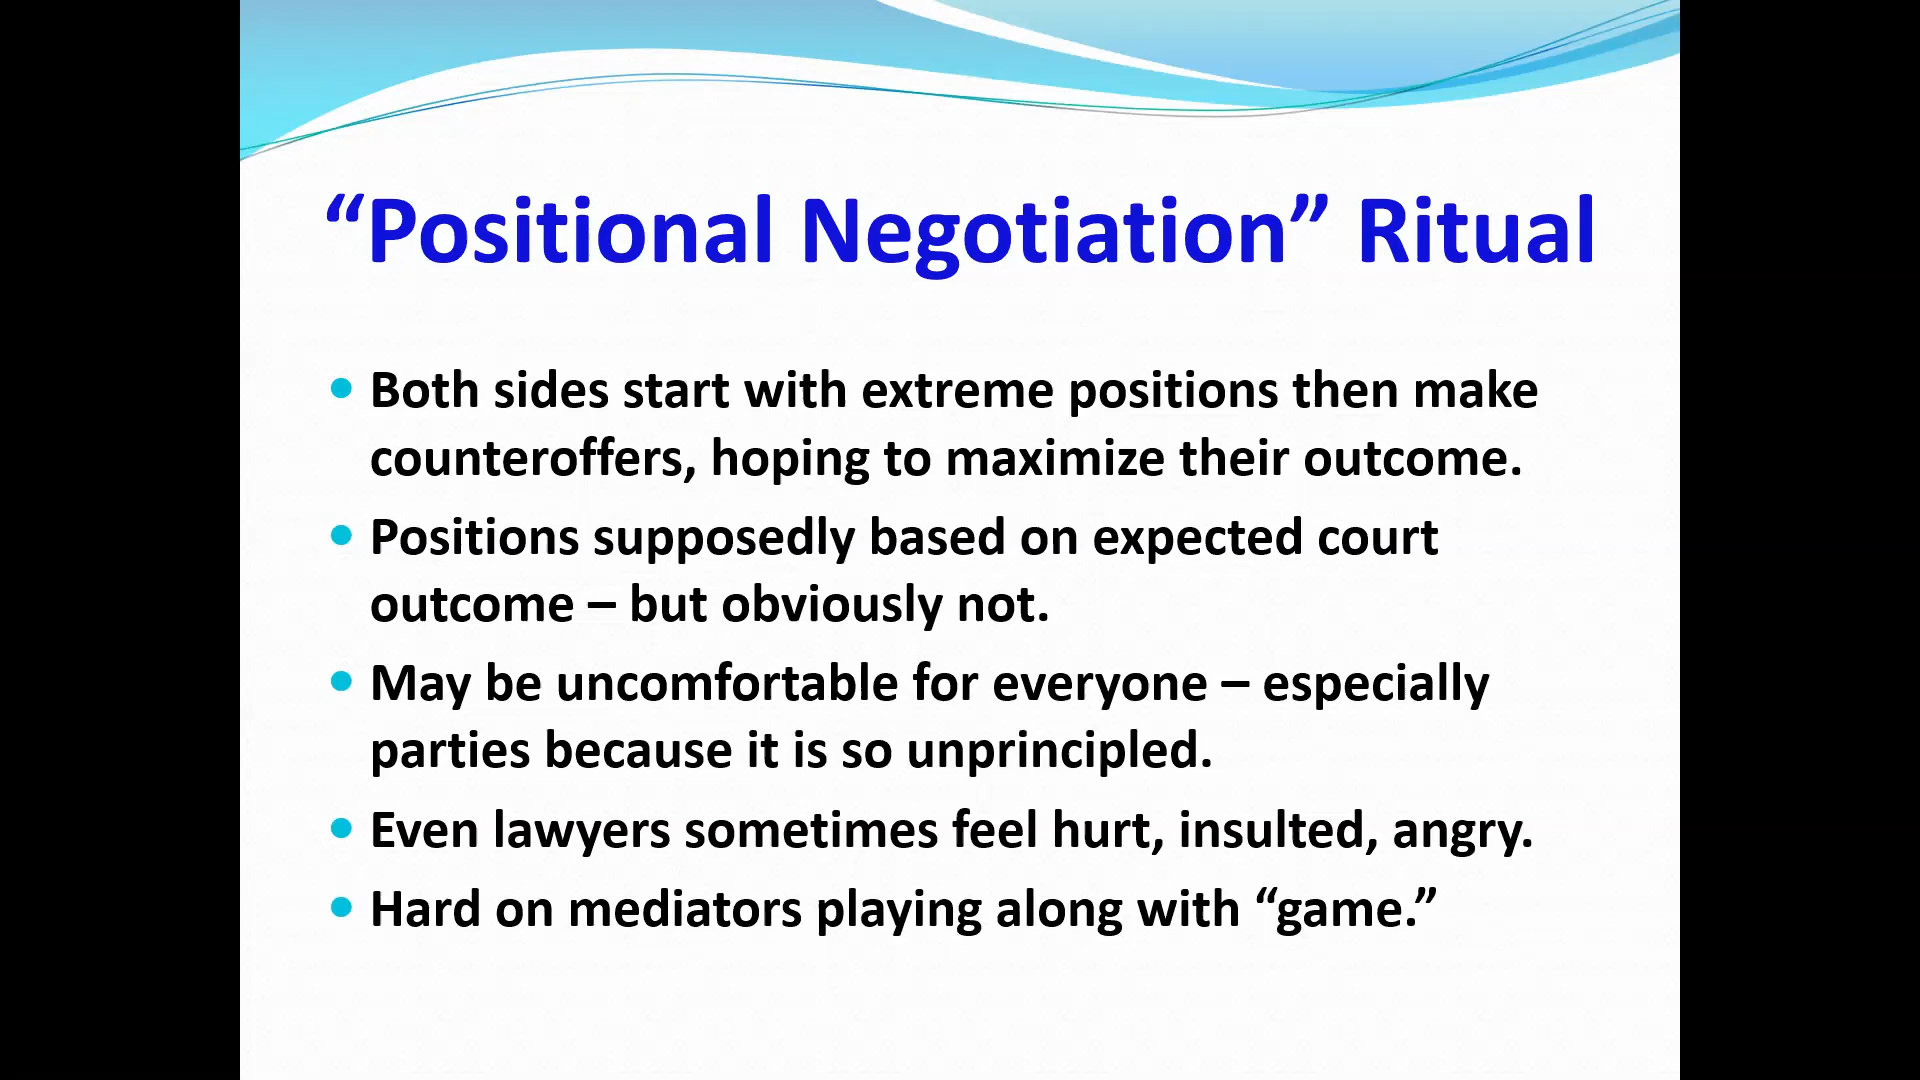 “Positional Negotiation” Ritual
• Both sides start with extreme positions then make
counteroffers, hoping to maximize their outcome.
• Positions supposedly based on expected court
outcome – but obviously not.
• May be uncomfortable for everyone – especially
parties because it is so unprincipled.
• Even lawyers sometimes feel hurt, insulted, angry.
• Hard on mediators playing along with “game.”